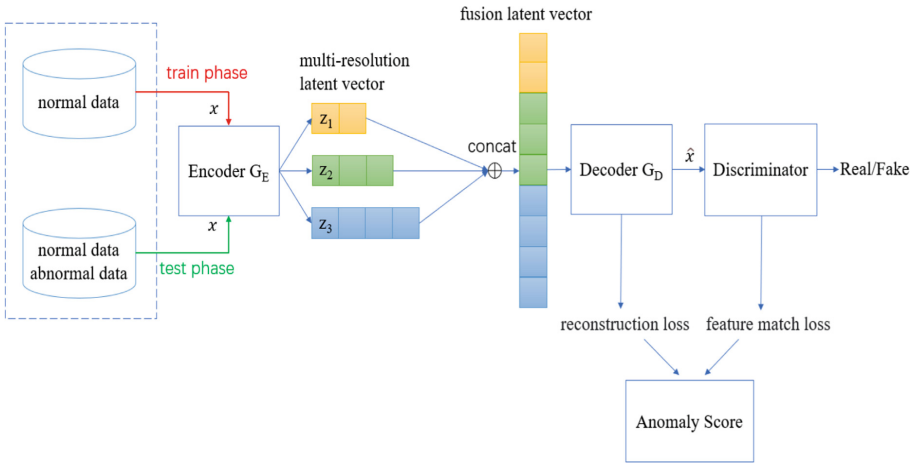 fusion latent vector
train phase
multi-resolution
latent vector
normal data
x
z1
concat
Encoder GE
z2
Decoder GD
x̂
Discriminator
Real/Fake
x
z3
normal data
abnormal data
test phase
reconstruction loss
feature match loss
Anomaly Score